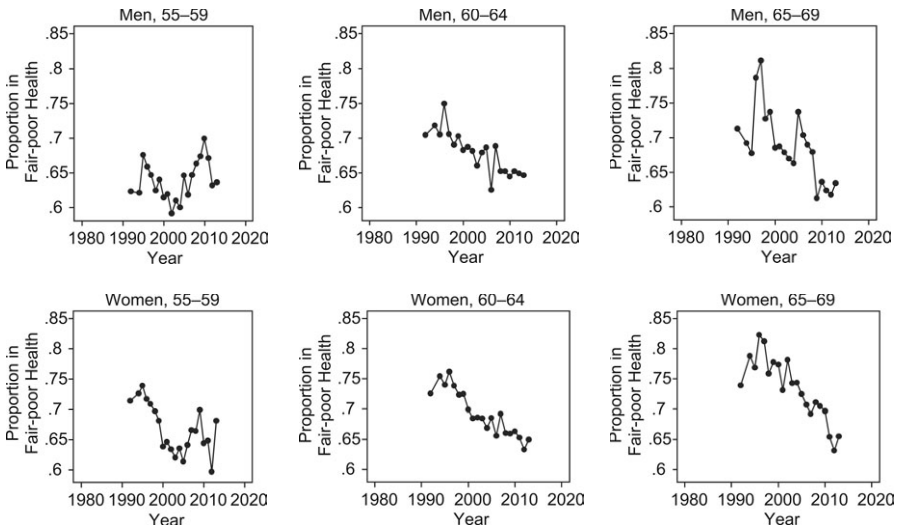 Men, 55–59
Proportion in
Fair-poor Health
.85
.8
.75
.7
.65
.6
1980 1990 2000 2010 2020
Year
Men, 60–64
Proportion in
Fair-poor Health
.85
.8
.75
.7
.65
.6
1980 1990 2000 2010 2020
Year
Men, 65–69
Proportion in
Fair-poor Health
.85
.8
.75
.7
.65
.6
1980 1990 2000 2010 2020
Year
Women, 55–59
Proportion in
Fair-poor Health
.85
.8
.75
.7
.65
.6
1980 1990 2000 2010 2020
Year
Women, 60–64
Proportion in
Fair-poor Health
.85
.8
.75
.7
.65
.6
1980 1990 2000 2010 2020
Year
Women, 65–69
Proportion in
Fair-poor Health
.85
.8
.75
.7
.65
.6
1980 1990 2000 2010 2020
Year